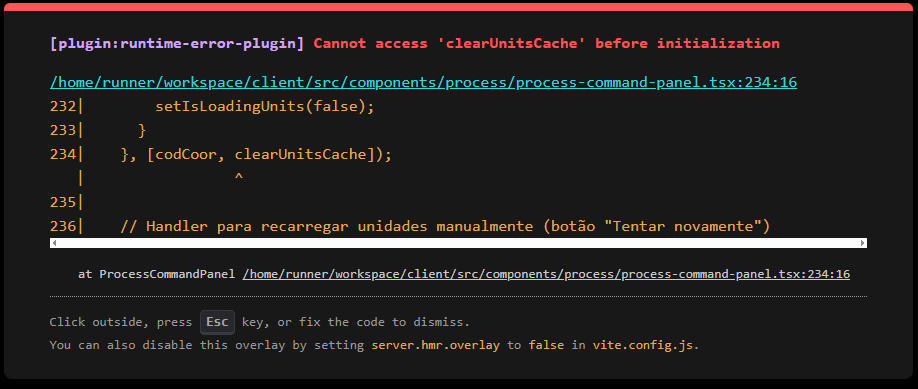 [plugin:runtime-error-plugin] Cannot access 'clearUnitsCache' before initialization
/home/runner/workspace/client/src/components/process/process-command-panel.tsx:234:16
232|        setIsLoadingUnits(false);
233|      }
234|    }, [codCoor, clearUnitsCache]);
   |                 ^
235|
236|    // Handler para recarregar unidades manualmente (botão "Tentar novamente")
at ProcessCommandPanel /home/runner/workspace/client/src/components/process/process-command-panel.tsx:234:16
Click outside, press Esc key, or fix the code to dismiss.
You can also disable this overlay by setting server.hmr.overlay to false in vite.config.js.